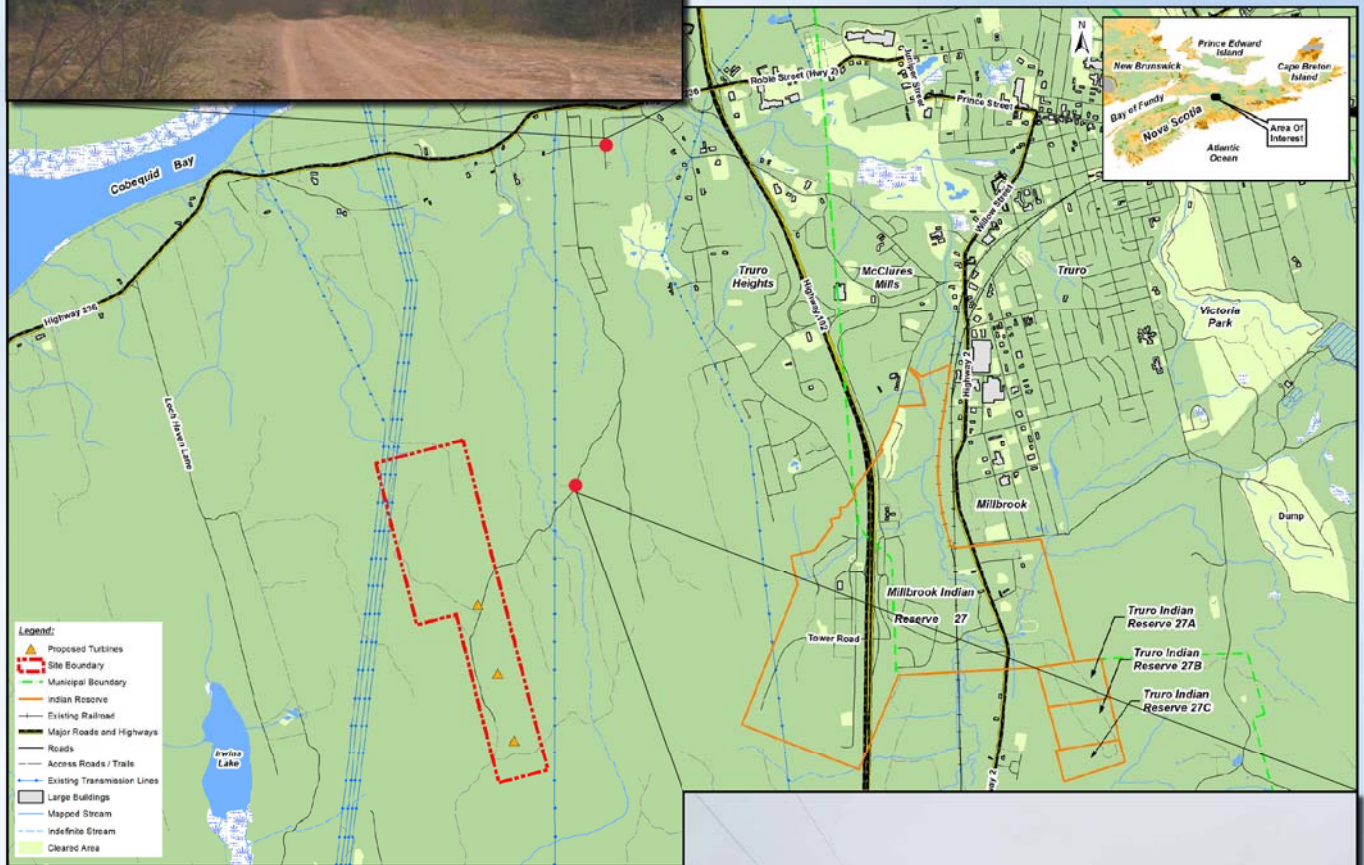 Robie Street (Hwy 2)
Juniper Street
Prince Street
N
Prince Edward
Island
New Brunswick
Cape Breton
Island
Bay of Fundy
Nova Scotia
Area Of
Interest
Atlantic
Ocean
Cobequid Bay
Willow Street
Truro
Heights
McClures
Mills
Truro
Highway 102
Victoria
Park
Highway 236
Highway 2
Loch Haven Lane
Millbrook
Dump
Millbrook Indian
Reserve 27
Tower Road
Truro Indian
Reserve 27A
Truro Indian
Reserve 27B
Truro Indian
Reserve 27C
Lake
Legend:
Proposed Turbines
Site Boundary
Municipal Boundary
Indian Reserve
Existing Railroad
Major Roads and Highways
Roads
Access Roads / Trails
Existing Transmission Lines
Large Buildings
Mapped Stream
Indefinite Stream
Cleared Area